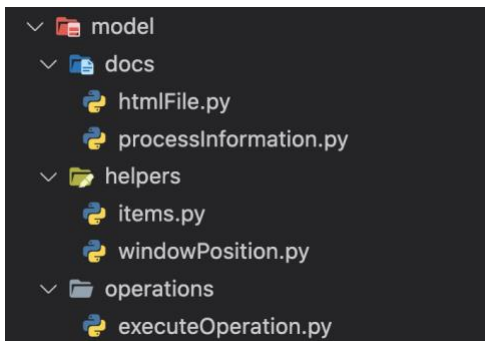 model
docs
htmlFile.py
processInformation.py
helpers
items.py
windowPosition.py
operations
executeOperation.py